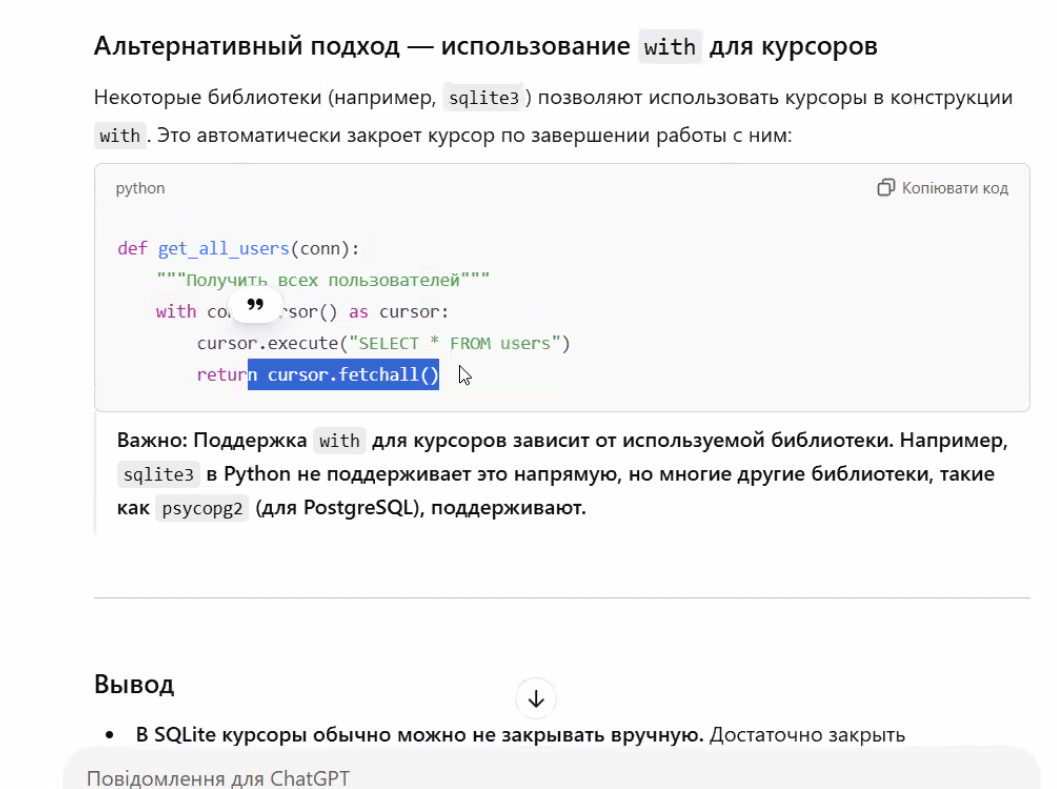 Альтернативный подход — использование with для курсоров
Некоторые библиотеки (например, sqlite3) позволяют использовать курсоры в конструкции
with. Это автоматически закроет курсор по завершении работы с ним:
python
Копіювати код
def get_all_users(conn):
"""Получить всех пользователей"""
with co rsor() as cursor:
cursor.execute("SELECT * FROM users")
return cursor.fetchall()
Важно: Поддержка with для курсоров зависит от используемой библиотеки. Например,
sqlite3 в Python не поддерживает это напрямую, но многие другие библиотеки, такие
как psycopg2 (для PostgreSQL), поддерживают.
Вывод
• В SQLite курсоры обычно можно не закрывать вручную. Достаточно закрыть
Повідомлення для ChatGPT